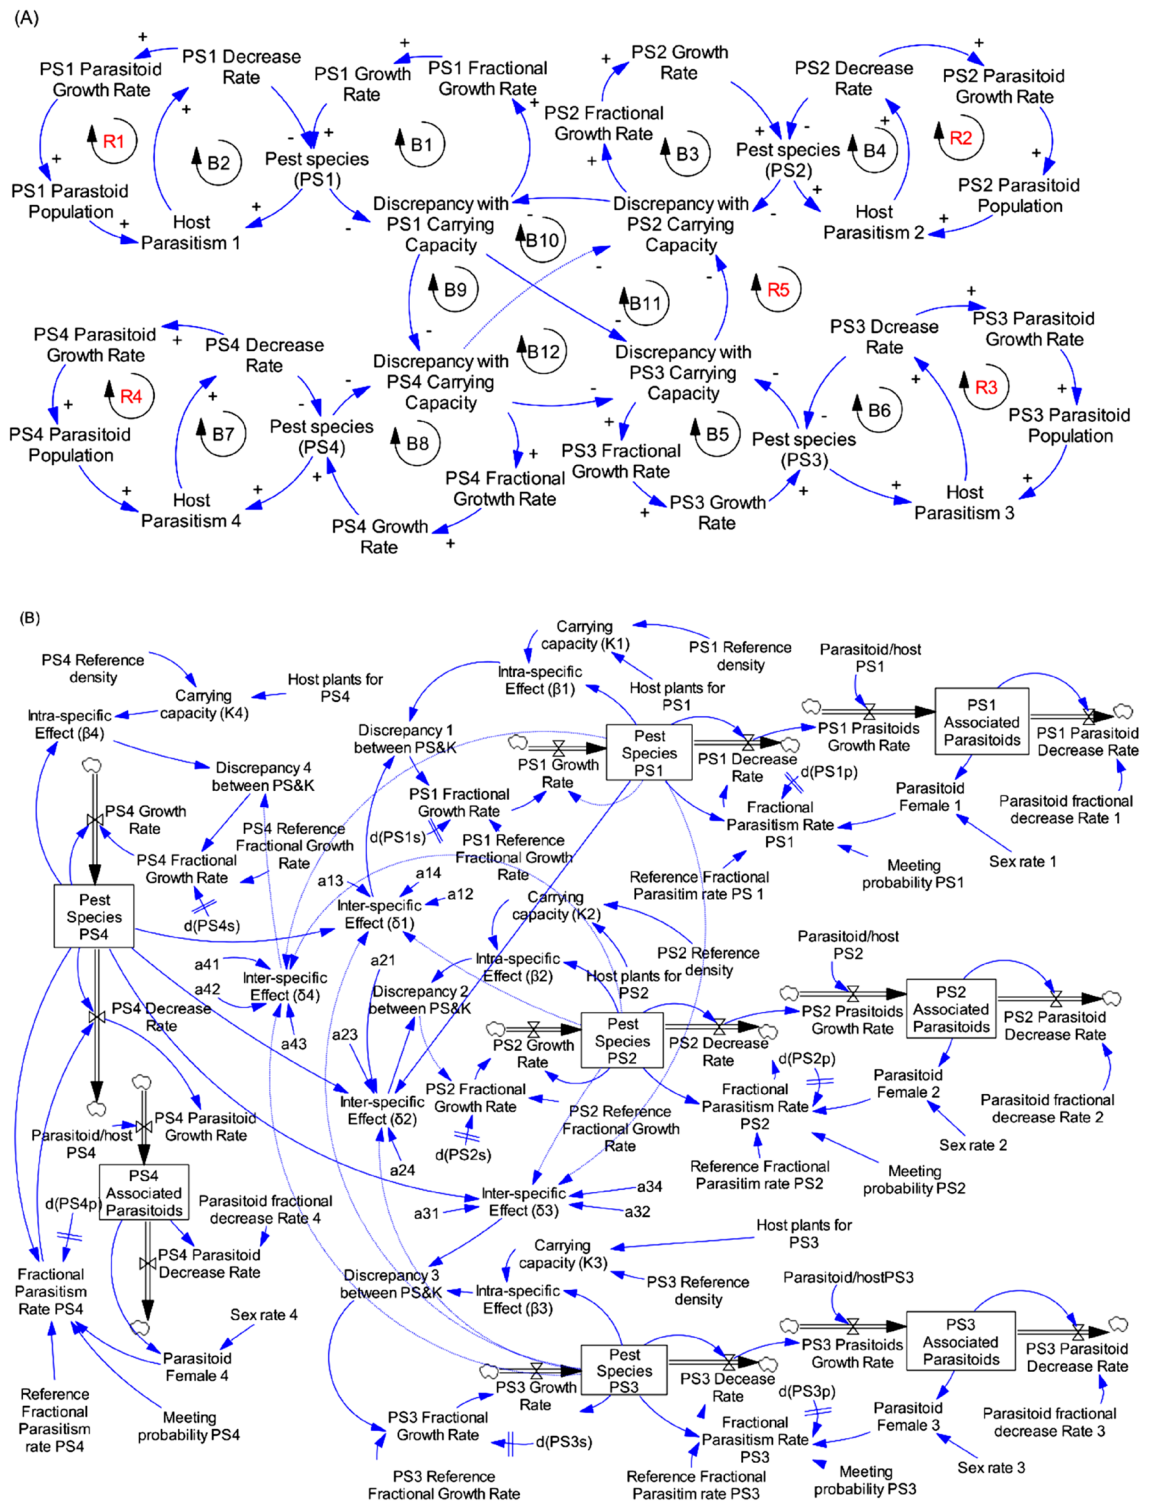 (A)
PS1 Parasitoid
Growth Rate
PS1 Decrease
Rate
PS1 Growth
Rate
PS1 Fractional
Growth Rate
PS2 Growth
Rate
PS2 Fractional
Growth Rate
PS2 Decrease
Rate
PS2 Parasitoid
Growth Rate
R1
B2
B1
B3
B4
R2
Pest species
(PS1)
Pest species
(PS2)
PS1 Parastoid
Population
Host
Parasitism 1
Discrepancy with
PS1 Carrying
Capacity
Discrepancy with
PS2 Carrying
Capacity
Host
Parasitism 2
PS2 Parasitoid
Population
B10
B9
B11
R5
B12
PS4 Parasitoid
Growth Rate
PS4 Decrease
Rate
Discrepancy with
PS4 Carrying
Capacity
Discrepancy with
PS3 Carrying
Capacity
PS3 Dcrease
Rate
PS3 Parasitoid
Growth Rate
R4
B7
B8
B5
B6
R3
PS4 Parasitoid
Population
Pest species
(PS4)
PS3 Fractional
Growth Rate
Pest species
(PS3)
PS3 Parasitoid
Population
Host
Parasitism 4
PS4 Fractional
Grotwth Rate
PS4 Growth
Rate
PS3 Growth
Rate
Host
Parasitism 3
(B)
PS4 Reference
density
Carrying
capacity (K4)
Host plants for
PS4
Intra-specific
Effect (β4)
Discrepancy 4
between PS&K
PS4 Growth
Rate
PS4 Fractional
Growth Rate
PS4 Reference
Fractional Growth
Rate
d(PS4s)
Pest
Species
PS4
Carrying
capacity (K1)
PS1 Reference
density
Intra-specific
Effect (β1)
Host plants for
PS1
Discrepancy 1
between PS&K
PS1 Growth
Rate
Pest
Species
PS1
PS1 Decrease
Rate
PS1 Fractional
Growth Rate
d(PS1s)
PS1 Reference
Fractional Growth
Rate
Parasitoid/host
PS1
PS1 Prasitoids
Growth Rate
PS1
Associated
Parasitoids
PS1 Parasitoid
Decrease Rate
d(PS1p)
Fractional
Parasitism Rate
PS1
Parasitoid
Female 1
Parasitoid fractional
decrease Rate 1
Reference Fractional
Parasitim rate PS 1
Meeting
probability PS1
Sex rate 1
a13
a14
a12
Inter-specific
Effect (δ1)
a41
a42
a43
Inter-specific
Effect (δ4)
a21
a23
a24
Inter-specific
Effect (δ2)
Carrying
capacity (K2)
PS2 Reference
density
Intra-specific
Effect (β2)
Host plants for
PS2
Discrepancy 2
between PS&K
PS2 Growth
Rate
Pest
Species
PS2
PS2 Decrease
Rate
PS2 Fractional
Growth Rate
d(PS2s)
PS2 Reference
Fractional Growth
Rate
Parasitoid/host
PS2
PS2 Prasitoids
Growth Rate
PS2
Associated
Parasitoids
PS2 Parasitoid
Decrease Rate
d(PS2p)
Fractional
Parasitism Rate
PS2
Parasitoid
Female 2
Parasitoid fractional
decrease Rate 2
Reference Fractional
Parasitim rate PS2
Meeting
probability PS2
Sex rate 2
PS4 Decrease
Rate
PS4 Parasitoid
Growth Rate
Parasitoid/host
PS4
PS4
Associated
Parasitoids
d(PS4p)
Parasitoid fractional
decrease Rate 4
PS4 Parasitoid
Decrease Rate
Fractional
Parasitism
Rate PS4
Sex rate 4
Parasitoid
Female 4
Reference
Fractional
Parasitism
rate PS4
Meeting
probability PS4
Inter-specific
Effect (δ3)
a31
a34
a32
Host plants for
PS3
Carrying
capacity (K3)
PS3 Reference
density
Discrepancy 3
between PS&K
Intra-specific
Effect (β3)
PS3 Growth
Rate
Pest
Species
PS3
PS3 Decease
Rate
PS3 Fractional
Growth Rate
d(PS3s)
PS3 Reference
Fractional Growth Rate
Parasitoid/hostPS3
PS3 Prasitoids
Growth Rate
PS3
Associated
Parasitoids
PS3 Parasitoid
Decrease Rate
d(PS3p)
Fractional
Parasitism Rate
PS3
Parasitoid
Female 3
Parasitoid fractional
decrease Rate 3
Reference Fractional
Parasitim rate PS3
Meeting
probability PS3
Sex rate 3